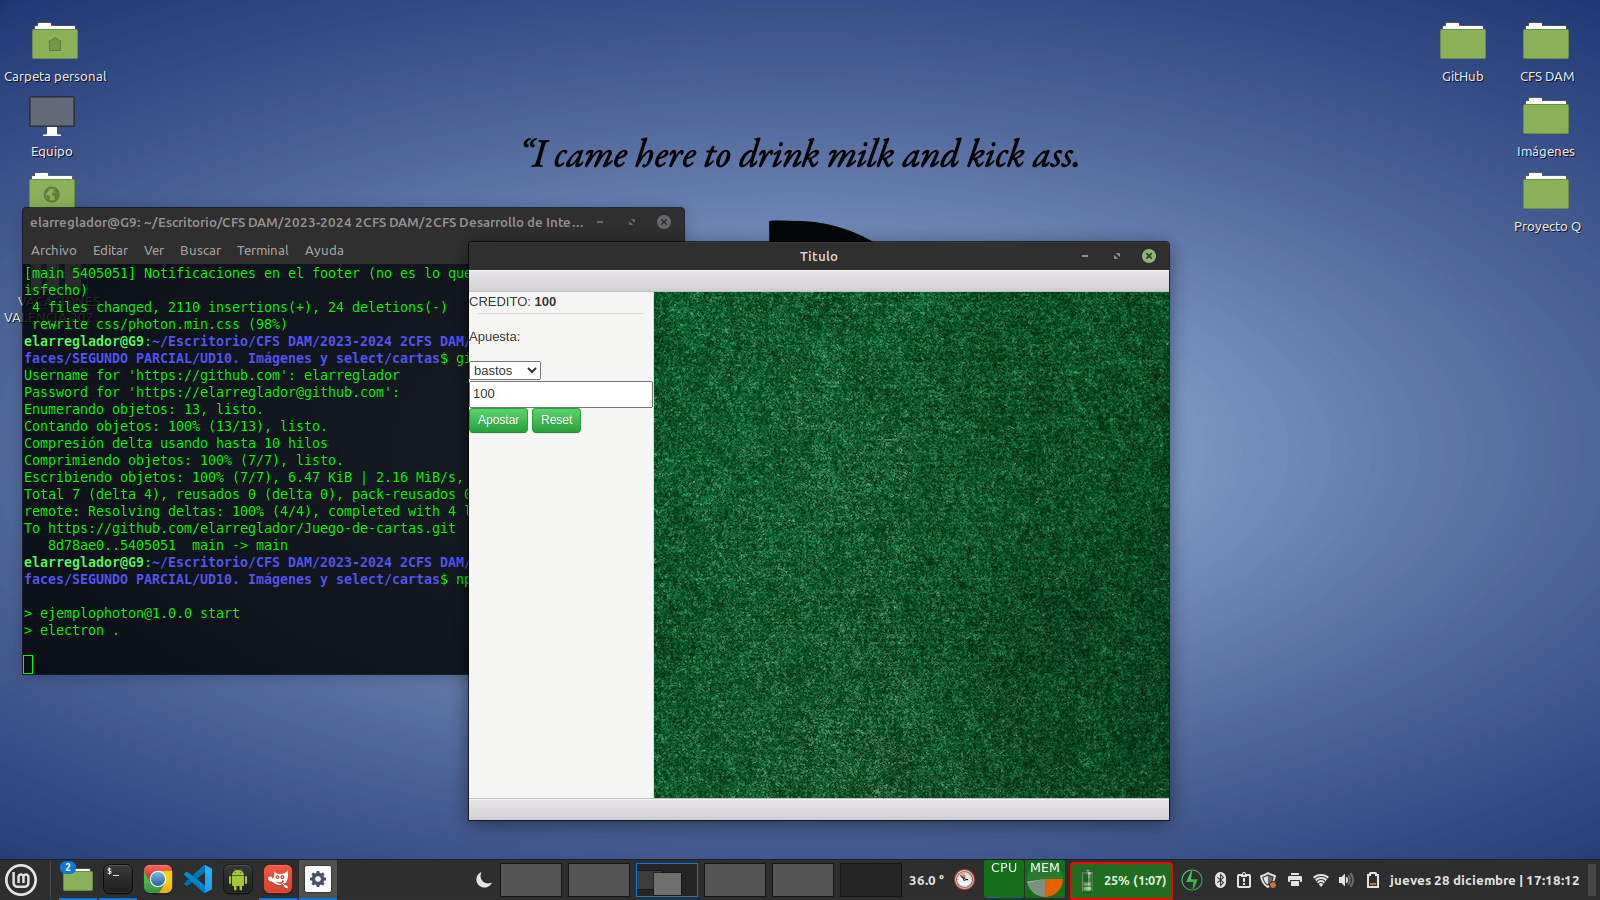 Carpeta personal
Equipo
GitHub
CFS DAM
Imágenes
Proyecto Q
“I came here to drink milk and kick ass.
elarreglador@G9: ~/Escritorio/CFS DAM/2023-2024 2CFS DAM/2CFS Desarrollo de Inte...
Archivo Editar Ver Buscar Terminal Ayuda
[main 5405051] Notificaciones en el footer (no es lo que
isfecho)
4 files changed, 2110 insertions(+), 24 deletions(-)
rewrite css/photon.min.css (98%)
elarreglador@G9:~/Escritorio/CFS DAM/2023-2024 2CFS DAM/
faces/SEGUNDO PARCIAL/UD10. Imágenes y select/cartas$ gi
Username for 'https://github.com': elarreglador
Password for 'https://elarreglador@github.com':
Enumerando objetos: 13, listo.
Contando objetos: 100% (13/13), listo.
Compresión delta usando hasta 10 hilos
Comprimiendo objetos: 100% (7/7), listo.
Escribiendo objetos: 100% (7/7), 6.47 KiB | 2.16 MiB/s,
Total 7 (delta 4), reusados 0 (delta 0), pack-reusados 0
remote: Resolving deltas: 100% (4/4), completed with 4 l
To https://github.com/elarreglador/Juego-de-cartas.git
8d78ae0..5405051 main -> main
elarreglador@G9:~/Escritorio/CFS DAM/2023-2024 2CFS DAM/
faces/SEGUNDO PARCIAL/UD10. Imágenes y select/cartas$ np
> ejemplophoton@1.0.0 start
> electron .
Titulo
CREDITO: 100
Apuesta:
bastos
100
Apostar Reset
2
36.0 °
CPU
MEM
25% (1:07)
jueves 28 diciembre | 17:18:12